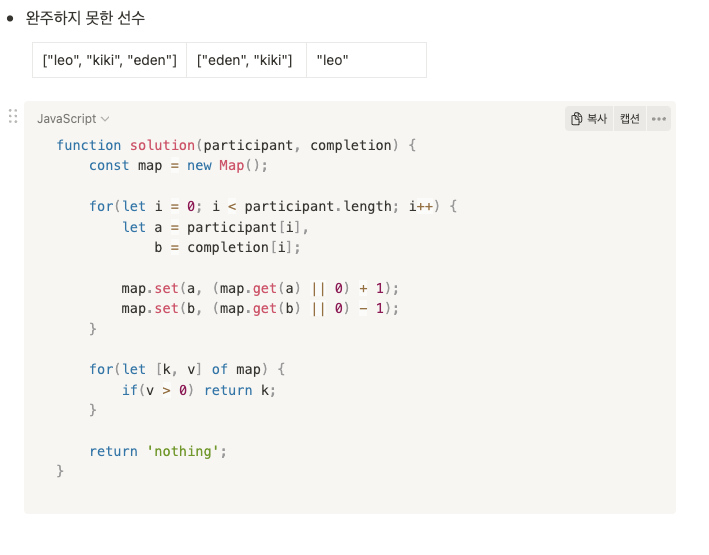 • 완주하지 못한 선수
["leo", "kiki", "eden"] ["eden", "kiki"] "leo"
JavaScript 복사 캡션 •••
function solution(participant, completion) {
    const map = new Map();

    for(let i = 0; i < participant.length; i++) {
        let a = participant[i],
            b = completion[i];

        map.set(a, (map.get(a) || 0) + 1);
        map.set(b, (map.get(b) || 0) - 1);
    }

    for(let [k, v] of map) {
        if(v > 0) return k;
    }

    return 'nothing';
}